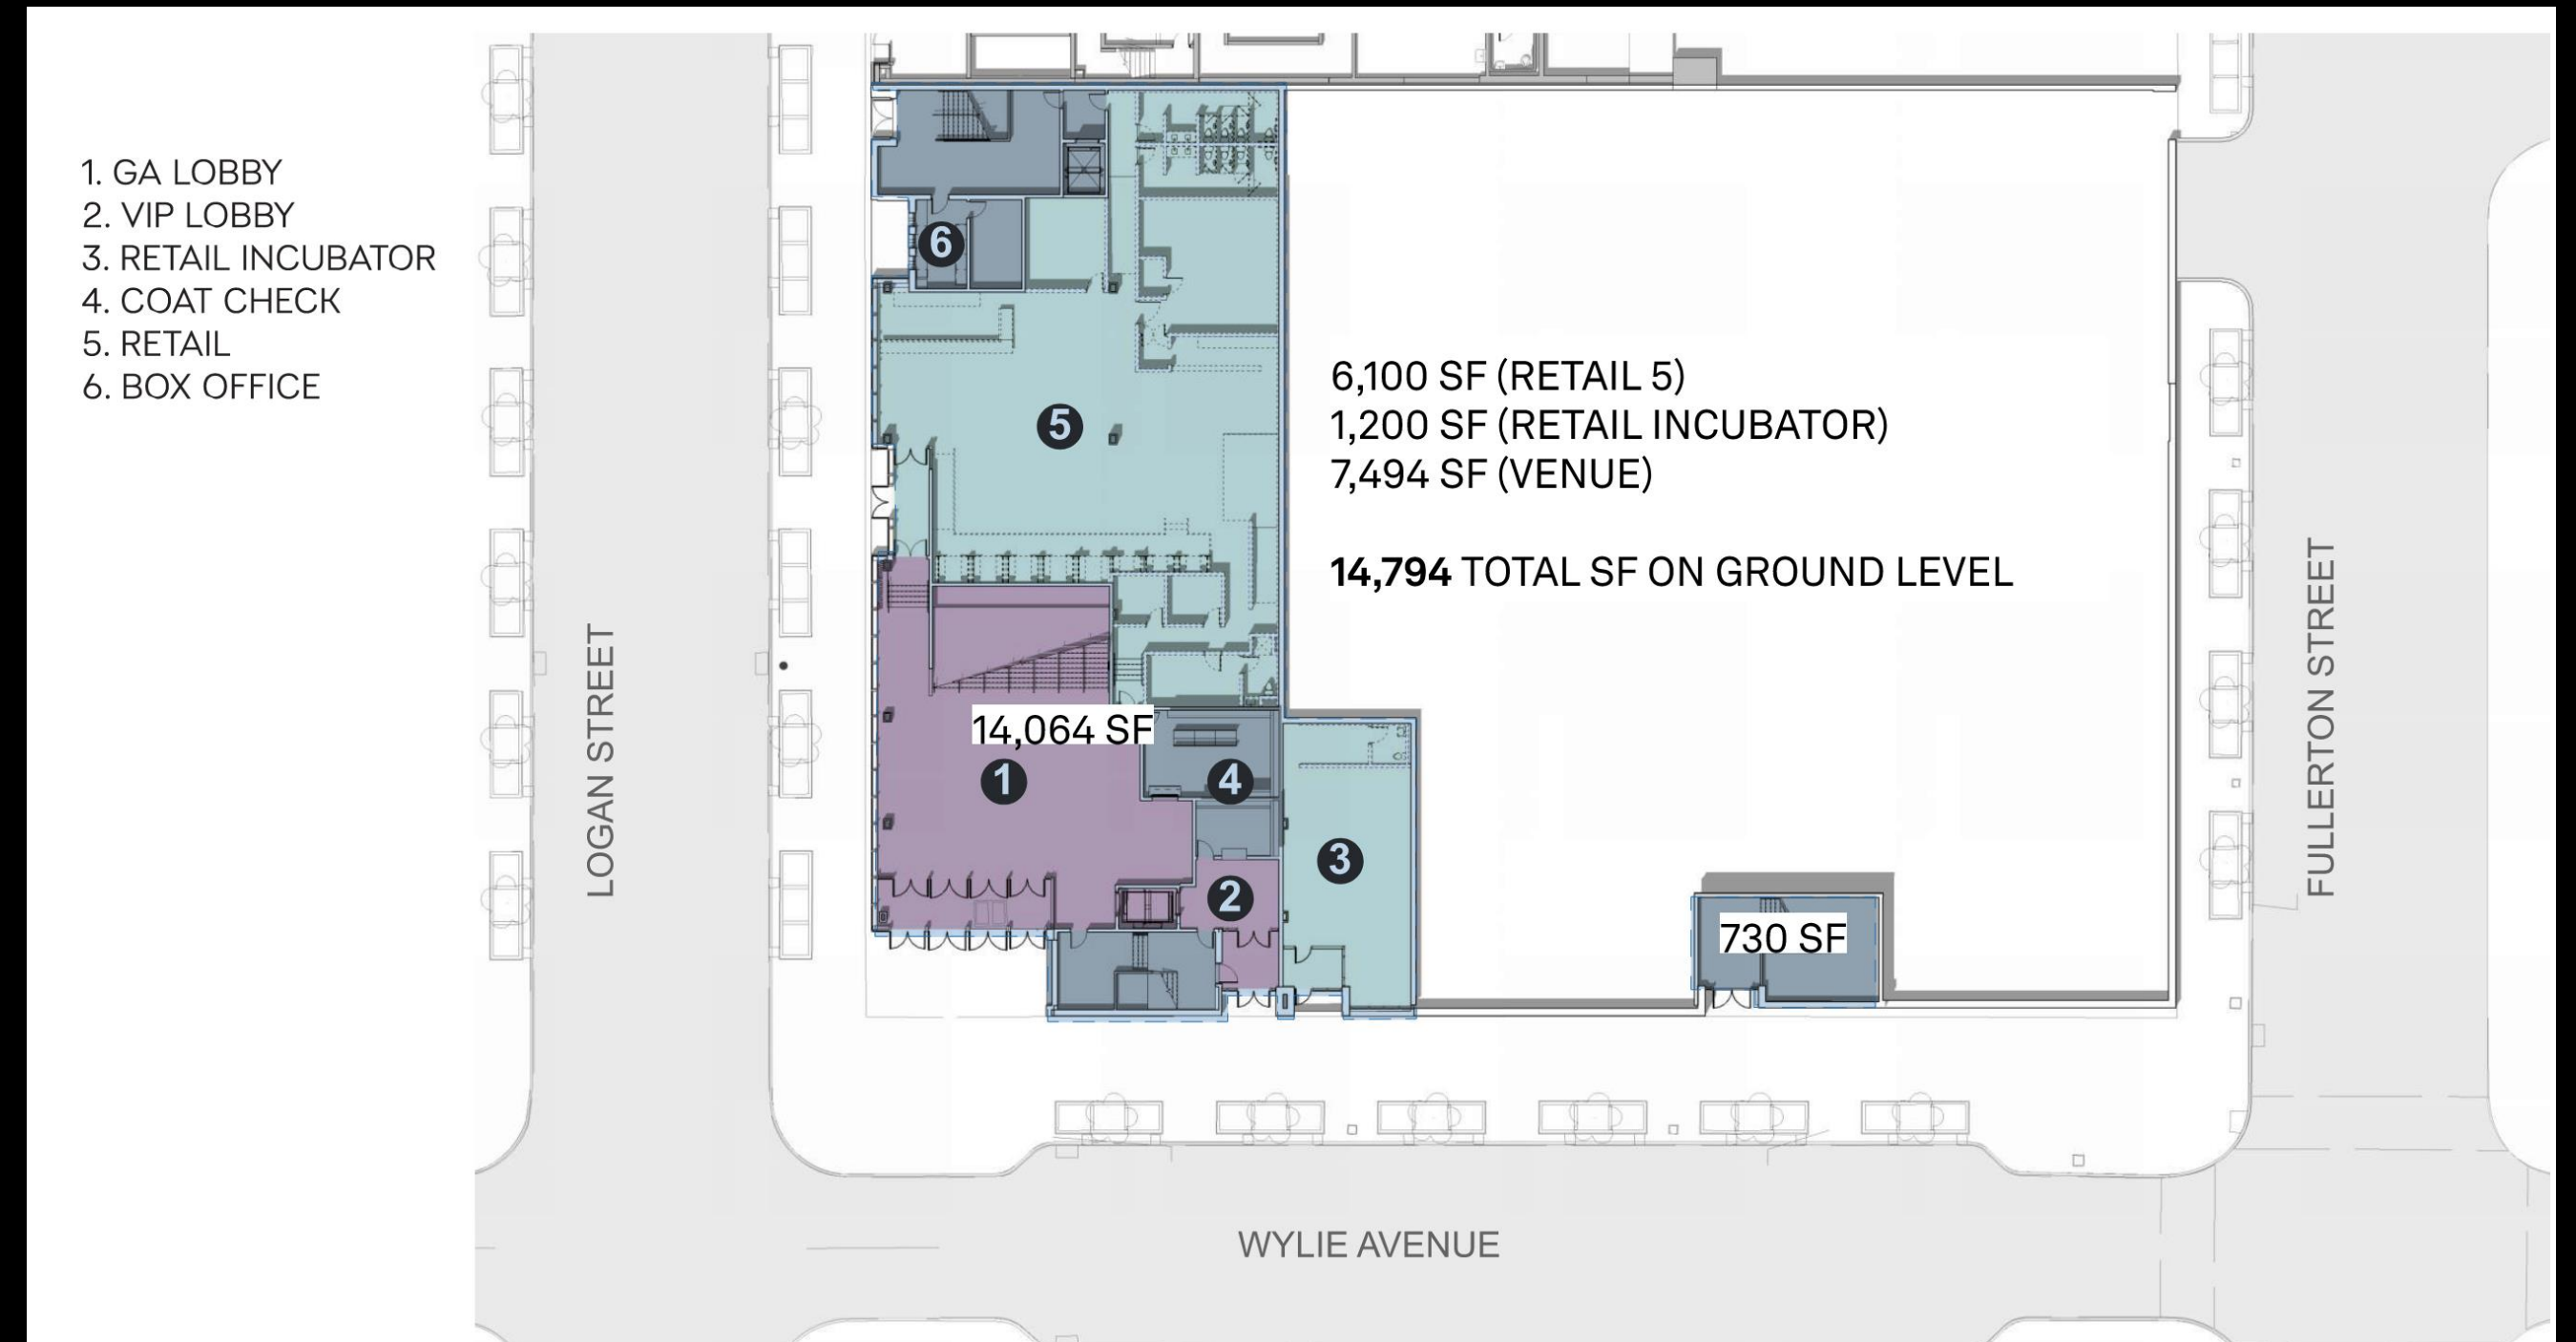 1. GA LOBBY
2. VIP LOBBY
3. RETAIL INCUBATOR
4. COAT CHECK
5. RETAIL
6. BOX OFFICE
6
5
6,100 SF (RETAIL 5)
1,200 SF (RETAIL INCUBATOR)
7,494 SF (VENUE)
14,794 TOTAL SF ON GROUND LEVEL
LOGAN STREET
FULLERTON STREET
14,064 SF
1
4
3
2
730 SF
WYLIE AVENUE